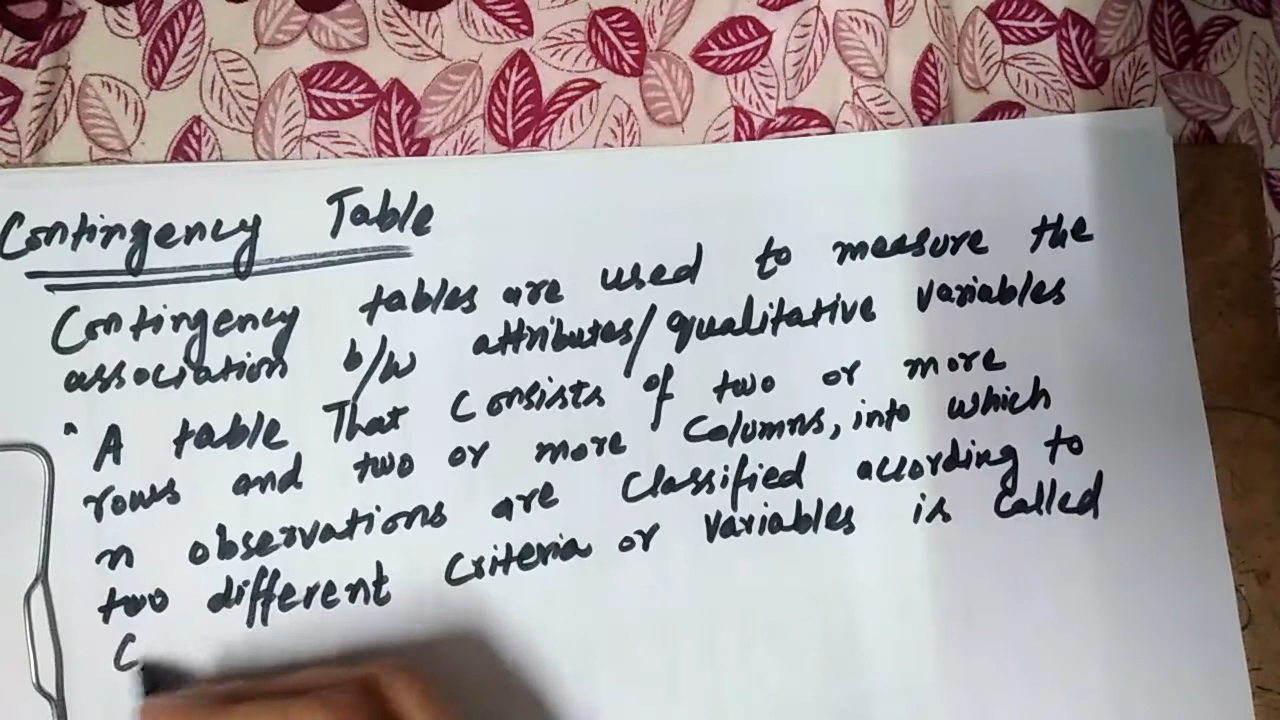 Contingency Table
Contingency tables are used to measure the
association b/w attributes/qualitative variables
"A table That consists of two or more
rows and two or more Columns, into which
n observations are classified according to
two different criteria or variables is called
C